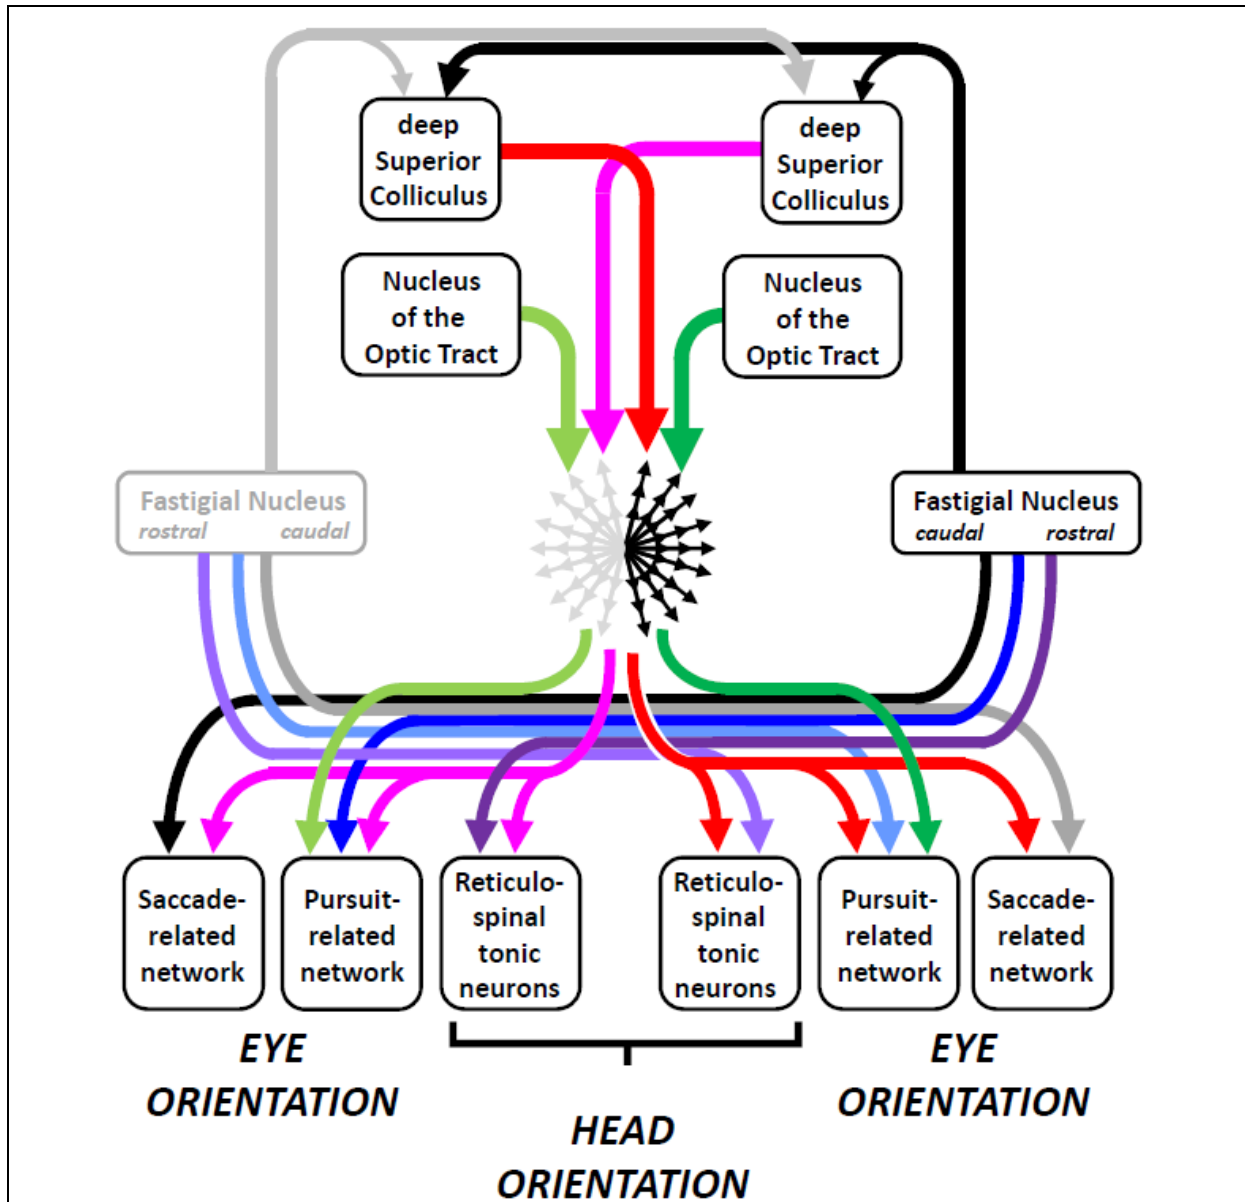 deep
Superior
Colliculus
deep
Superior
Colliculus
Nucleus
of the
Optic Tract
Nucleus
of the
Optic Tract
Fastigial Nucleus
rostral caudal
Fastigial Nucleus
caudal rostral
Saccade-
related
network
Pursuit-
related
network
Reticulo-
spinal
tonic
neurons
Reticulo-
spinal
tonic
neurons
Pursuit-
related
network
Saccade-
related
network
EYE
ORIENTATION
HEAD
ORIENTATION
EYE
ORIENTATION